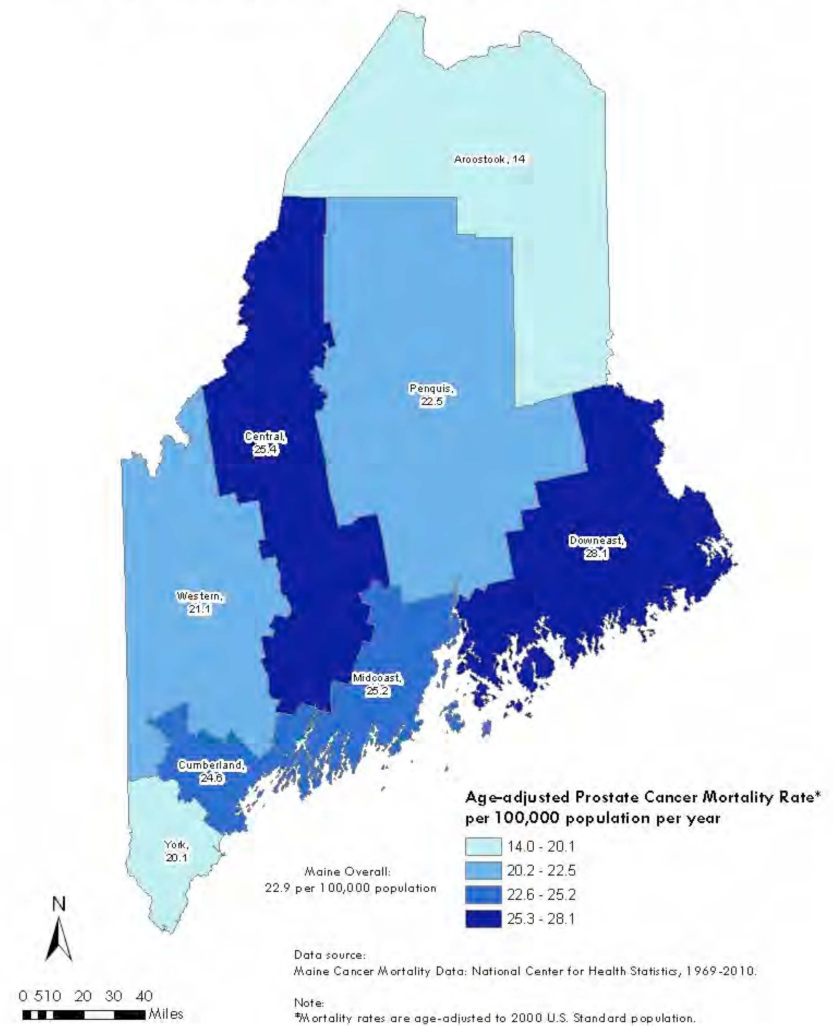 Aroostook, 14
Penquis,
22.5
Central,
25.4
Downeast,
28.1
Western,
21.1
Midcoast,
25.2
Cumberland,
24.6
York,
20.1
Age-adjusted Prostate Cancer Mortality Rate*
per 100,000 population per year
14.0 - 20.1
20.2 - 22.5
22.6 - 25.2
25.3 - 28.1
Maine Overall:
22.9 per 100,000 population
N
Data source:
Maine Cancer Mortality Data: National Center for Health Statistics, 1969-2010.
0 510 20 30 40
Miles
Note:
*Mortality rates are age-adjusted to 2000 U.S. Standard population.